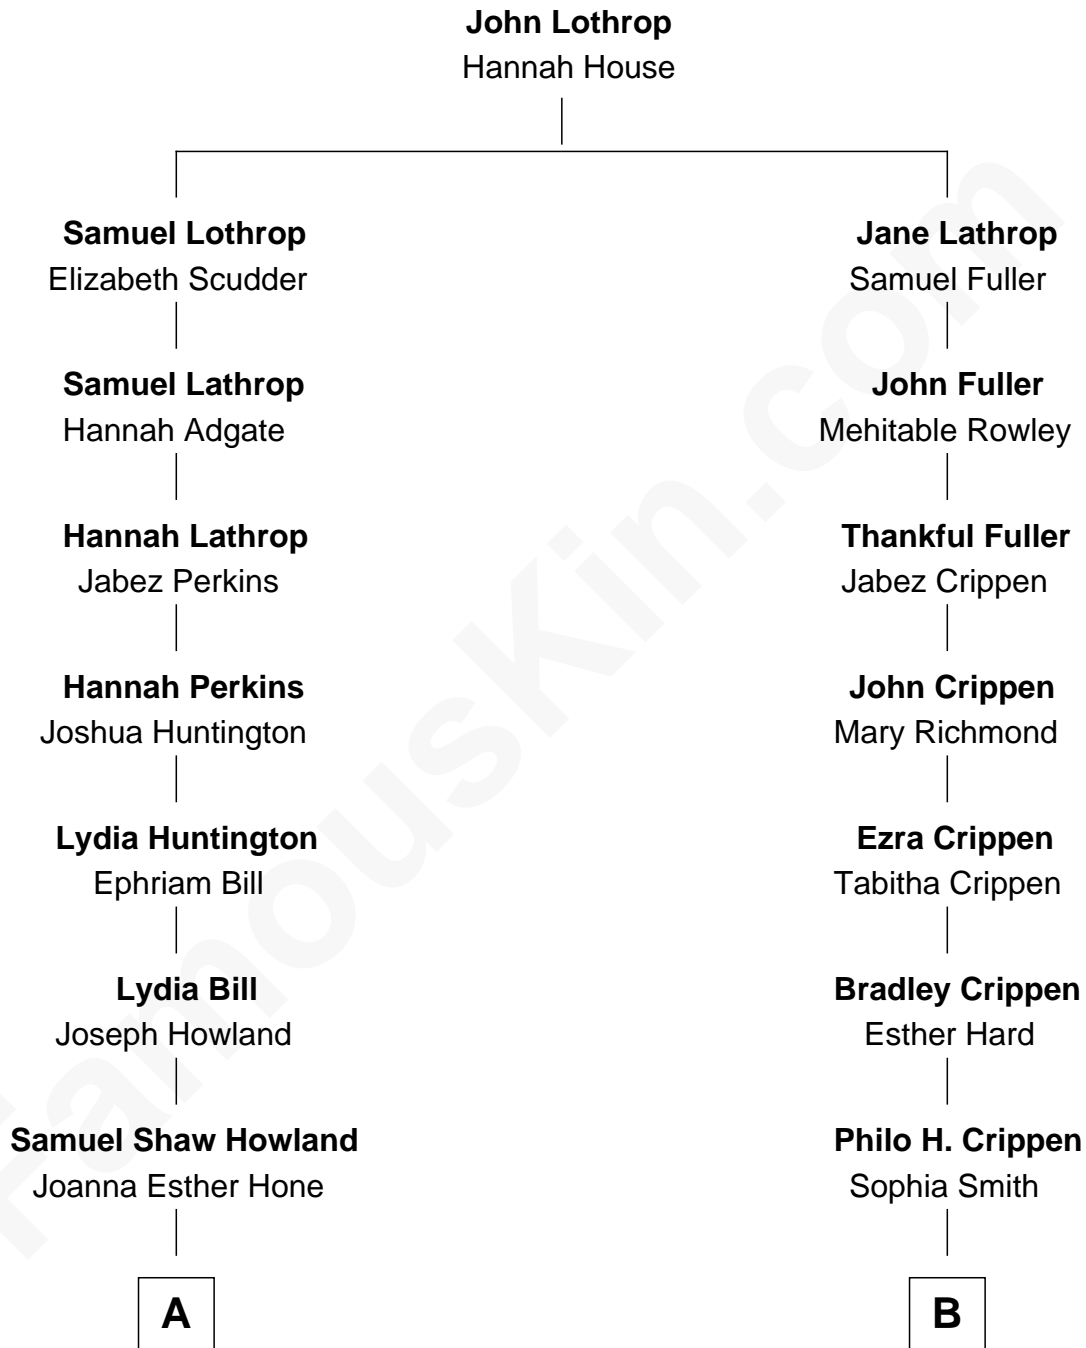 John Lothrop
Hannah House
Samuel Lothrop
Elizabeth Scudder
Jane Lathrop
Samuel Fuller
Samuel Lathrop
Hannah Adgate
John Fuller
Mehitable Rowley
Hannah Lathrop
Jabez Perkins
Thankful Fuller
Jabez Crippen
Hannah Perkins
Joshua Huntington
John Crippen
Mary Richmond
Lydia Huntington
Ephriam Bill
Ezra Crippen
Tabitha Crippen
Lydia Bill
Joseph Howland
Bradley Crippen
Esther Hard
Samuel Shaw Howland
Joanna Esther Hone
Philo H. Crippen
Sophia Smith
A
B
FamousKin.com